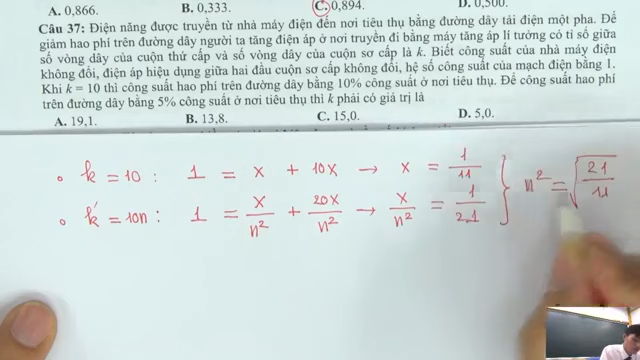 A. 0,866. B. 0,333. C. 0,894. D. 0,500.
Câu 37: Điện năng được truyền từ nhà máy điện đến nơi tiêu thụ bằng đường dây tải điện một pha. Để
giảm hao phí trên đường dây người ta tăng điện áp ở nơi truyền đi bằng máy tăng áp lí tưởng có tỉ số giữa
số vòng dây của cuộn thứ cấp và số vòng dây của cuộn sơ cấp là k. Biết công suất của nhà máy điện
không đổi, điện áp hiệu dụng giữa hai đầu cuộn sơ cấp không đổi, hệ số công suất của mạch điện bằng 1.
Khi k = 10 thì công suất hao phí trên đường dây bằng 10% công suất ở nơi tiêu thụ. Để công suất hao phí
trên đường dây bằng 5% công suất ở nơi tiêu thụ thì k phải có giá trị là
A. 19,1. B. 13,8. C. 15,0. D. 5,0.
• k = 10 : 1 = x + 10x → x = 1/11
• k' = 10n : 1 = x/n² + 20x/n² → x/n² = 1/21 } n² = √(21/11)